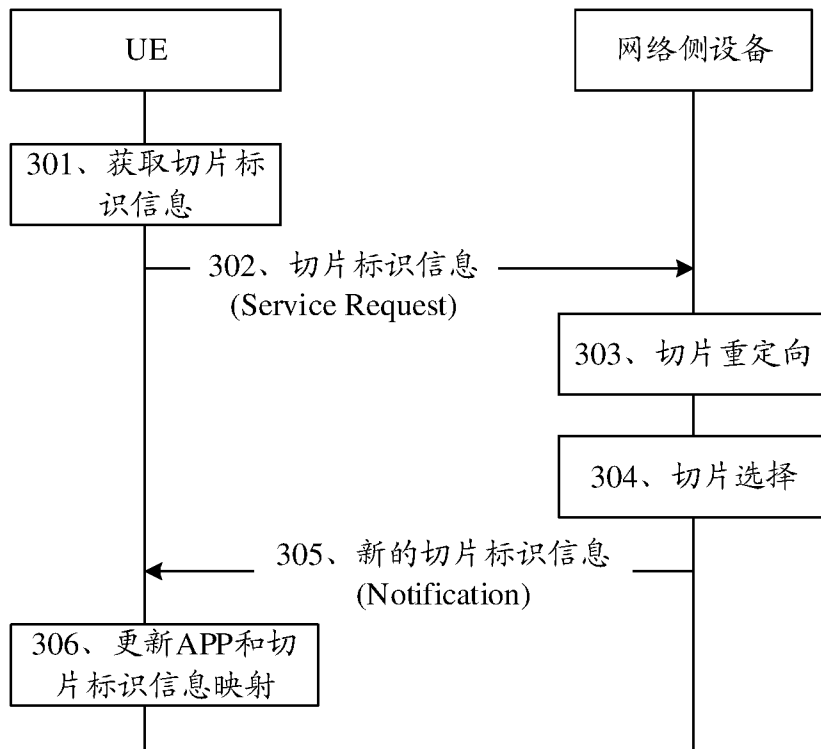 UE
网络侧设备
301、获取切片标
识信息
302、切片标识信息
(Service Request)
303、切片重定向
304、切片选择
305、新的切片标识信息
(Notification)
306、更新APP和切
片标识信息映射